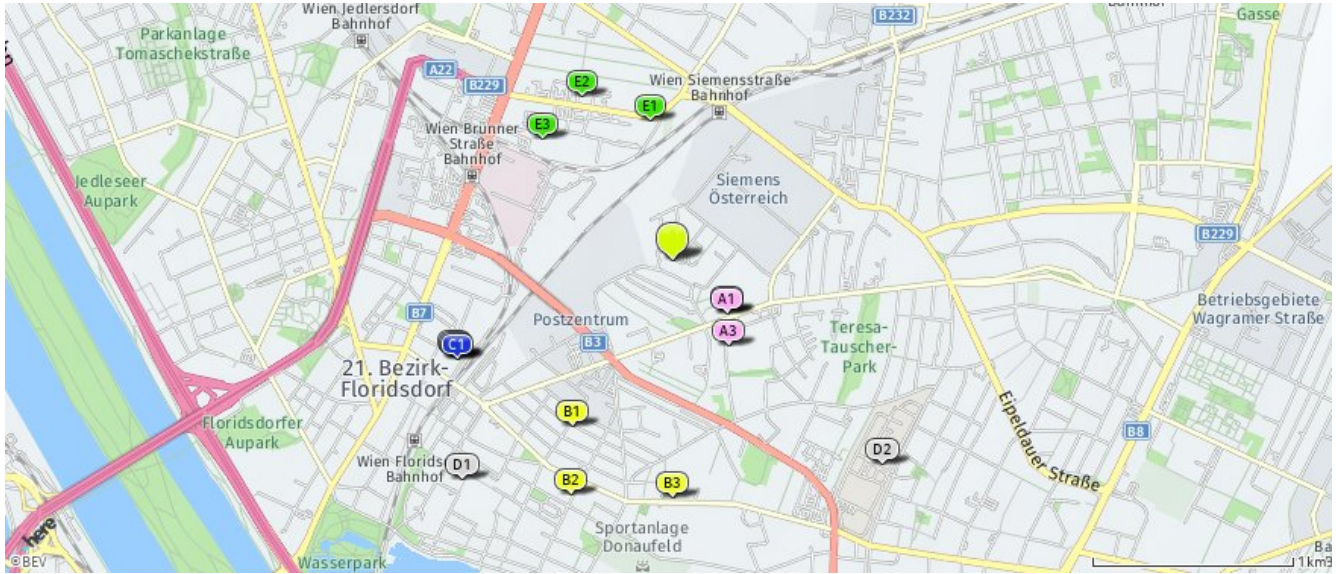 Wien Jedlersdorf
Bahnhof
Parkanlage
Tomaschekstraße
B232
Gasse
A22
B229
E2
Wien Siemensstraße
Bahnhof
E1
E3
Wien Brünner
Straße
Bahnhof
Jedleseer
Aupark
Siemens
Österreich
B229
Betriebsgebiete
Wagramer Straße
A1
A3
B7
Postzentrum
B3
Teresa-
Tauscher-
Park
C1
21. Bezirk-
Floridsdorf
Floridsdorfer
Aupark
B1
Eipeldauer Straße
B8
D2
Wien Florids
Bahnhof
D1
B2
B3
Sportanlage
Donaufeld
Wasserpark
here
©BEV
1km